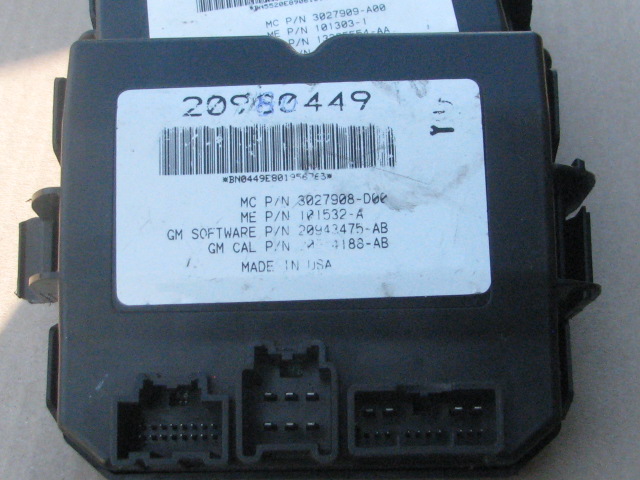 MC P/N 3027909-A00
ME P/N 101303-1
20980449
MC P/N 3027908-D00
ME P/N 101532-A
GM SOFTWARE P/N 20943475-AB
GM CAL P/N
MADE IN USA